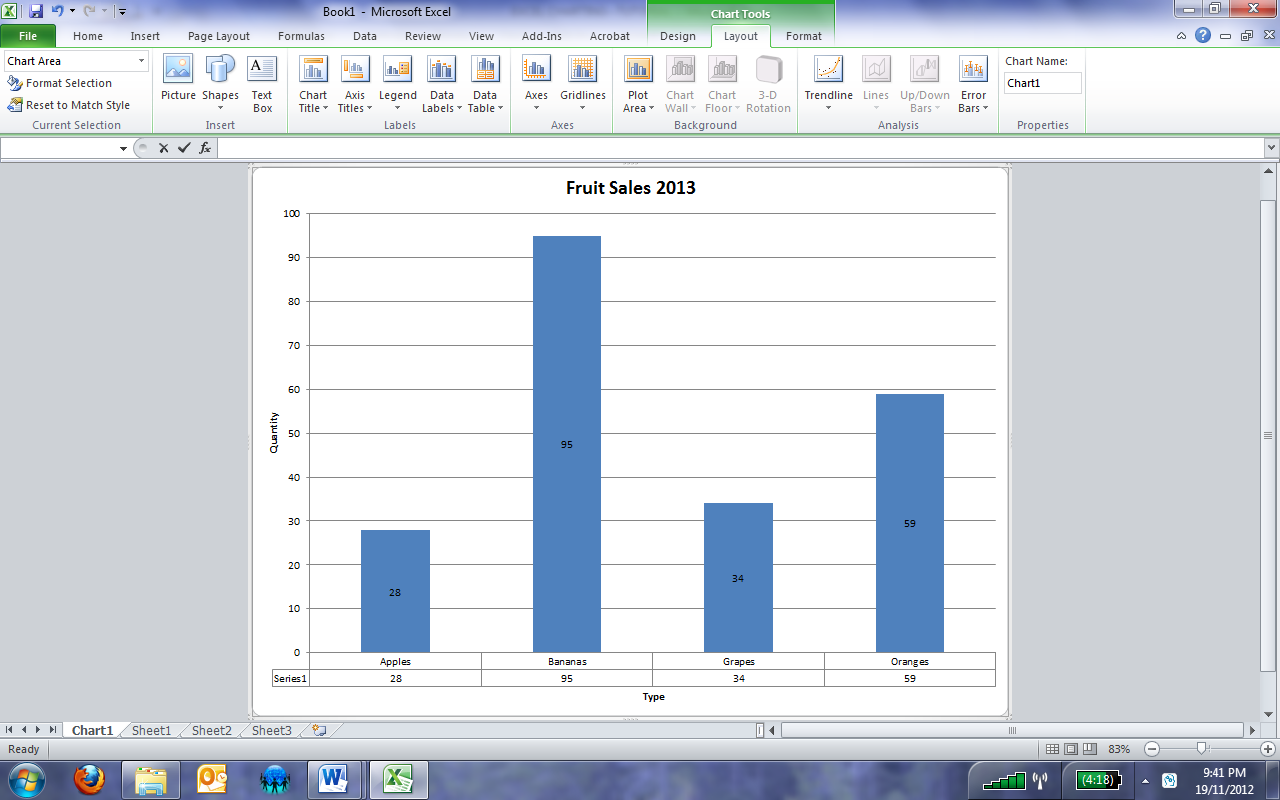 Book1 - Microsoft Excel
Chart Tools
File Home Insert Page Layout Formulas Data Review View Add-Ins Acrobat Design Layout Format
Chart Area
Format Selection
Reset to Match Style
Current Selection
Picture Shapes Text Box
Insert
Chart Title Axis Titles Legend Data Labels Data Table
Labels
Axes Gridlines
Axes
Plot Area Chart Wall Chart Floor 3-D Rotation
Background
Trendline Lines Up/Down Bars Error Bars
Analysis
Chart Name:
Chart1
Properties
fx
Fruit Sales 2013
100
90
80
70
60
50
40
30
20
10
0
Quantity
28 95 34 59
Apples Bananas Grapes Oranges
Series1 28 95 34 59
Type
Chart1 Sheet1 Sheet2 Sheet3
Ready 83%
(4:18)
9:41 PM
19/11/2012